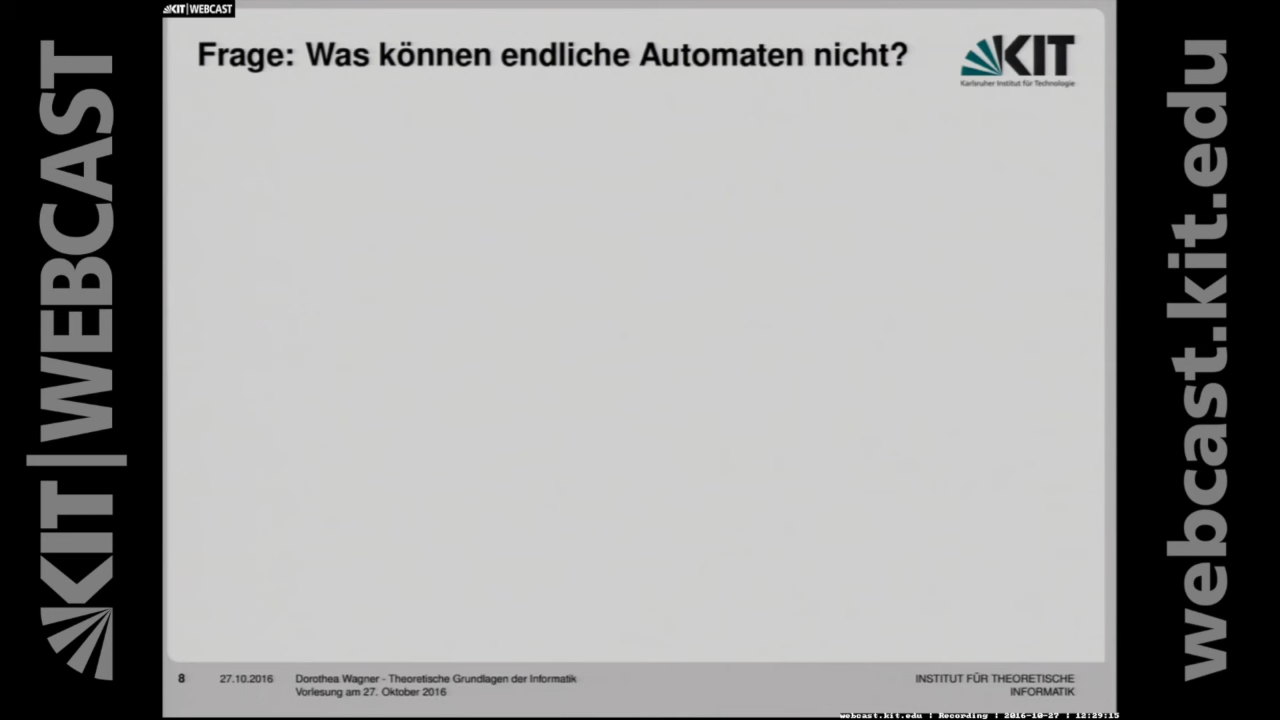 KIT|WEBCAST
KIT|WEBCAST
Frage: Was können endliche Automaten nicht?
KIT
Karlsruher Institut für Technologie
webcast.kit.edu
8 27.10.2016 Dorothea Wagner - Theoretische Grundlagen der Informatik
Vorlesung am 27. Oktober 2016
INSTITUT FÜR THEORETISCHE
INFORMATIK
webcast.kit.edu | Recording | 2016-10-27 | 12:29:15